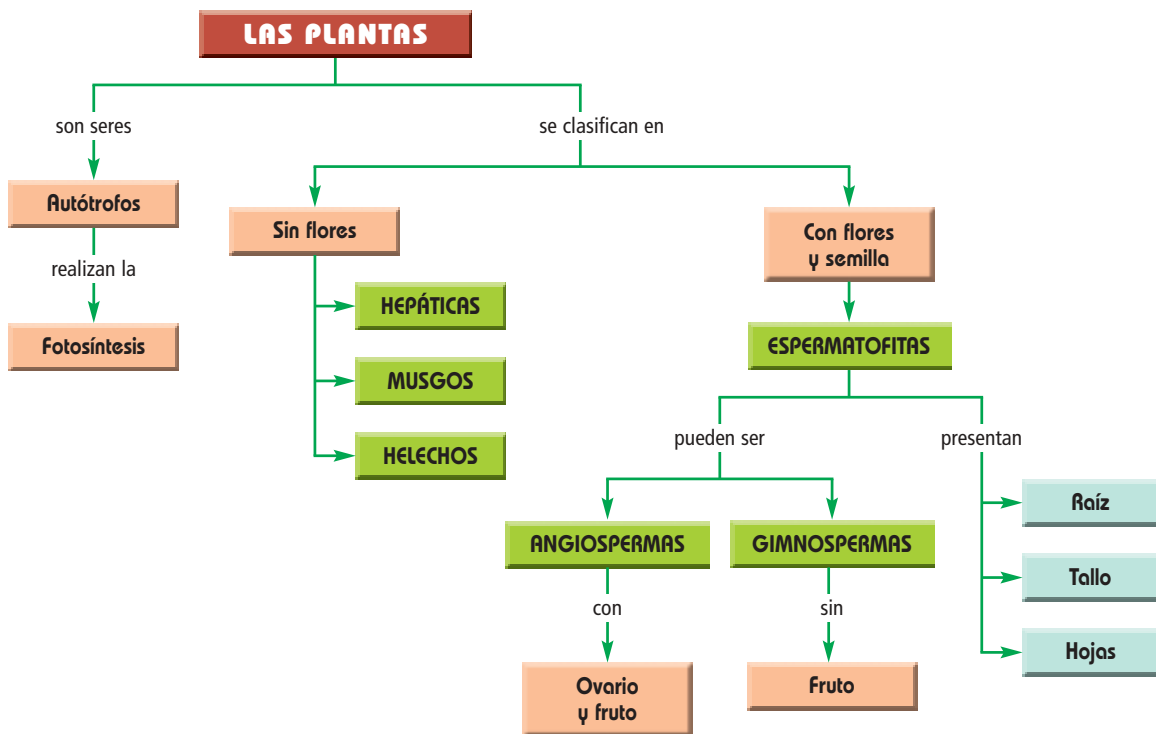 LAS PLANTAS
son seres
se clasifican en
Autótrofos
realizan la
Fotosíntesis
Sin flores
HEPÁTICAS
MUSGOS
HELECHOS
Con flores
y semilla
ESPERMATOFITAS
pueden ser
presentan
ANGIOSPERMAS
GIMNOSPERMAS
con
sin
Ovario
y fruto
Fruto
Raíz
Tallo
Hojas